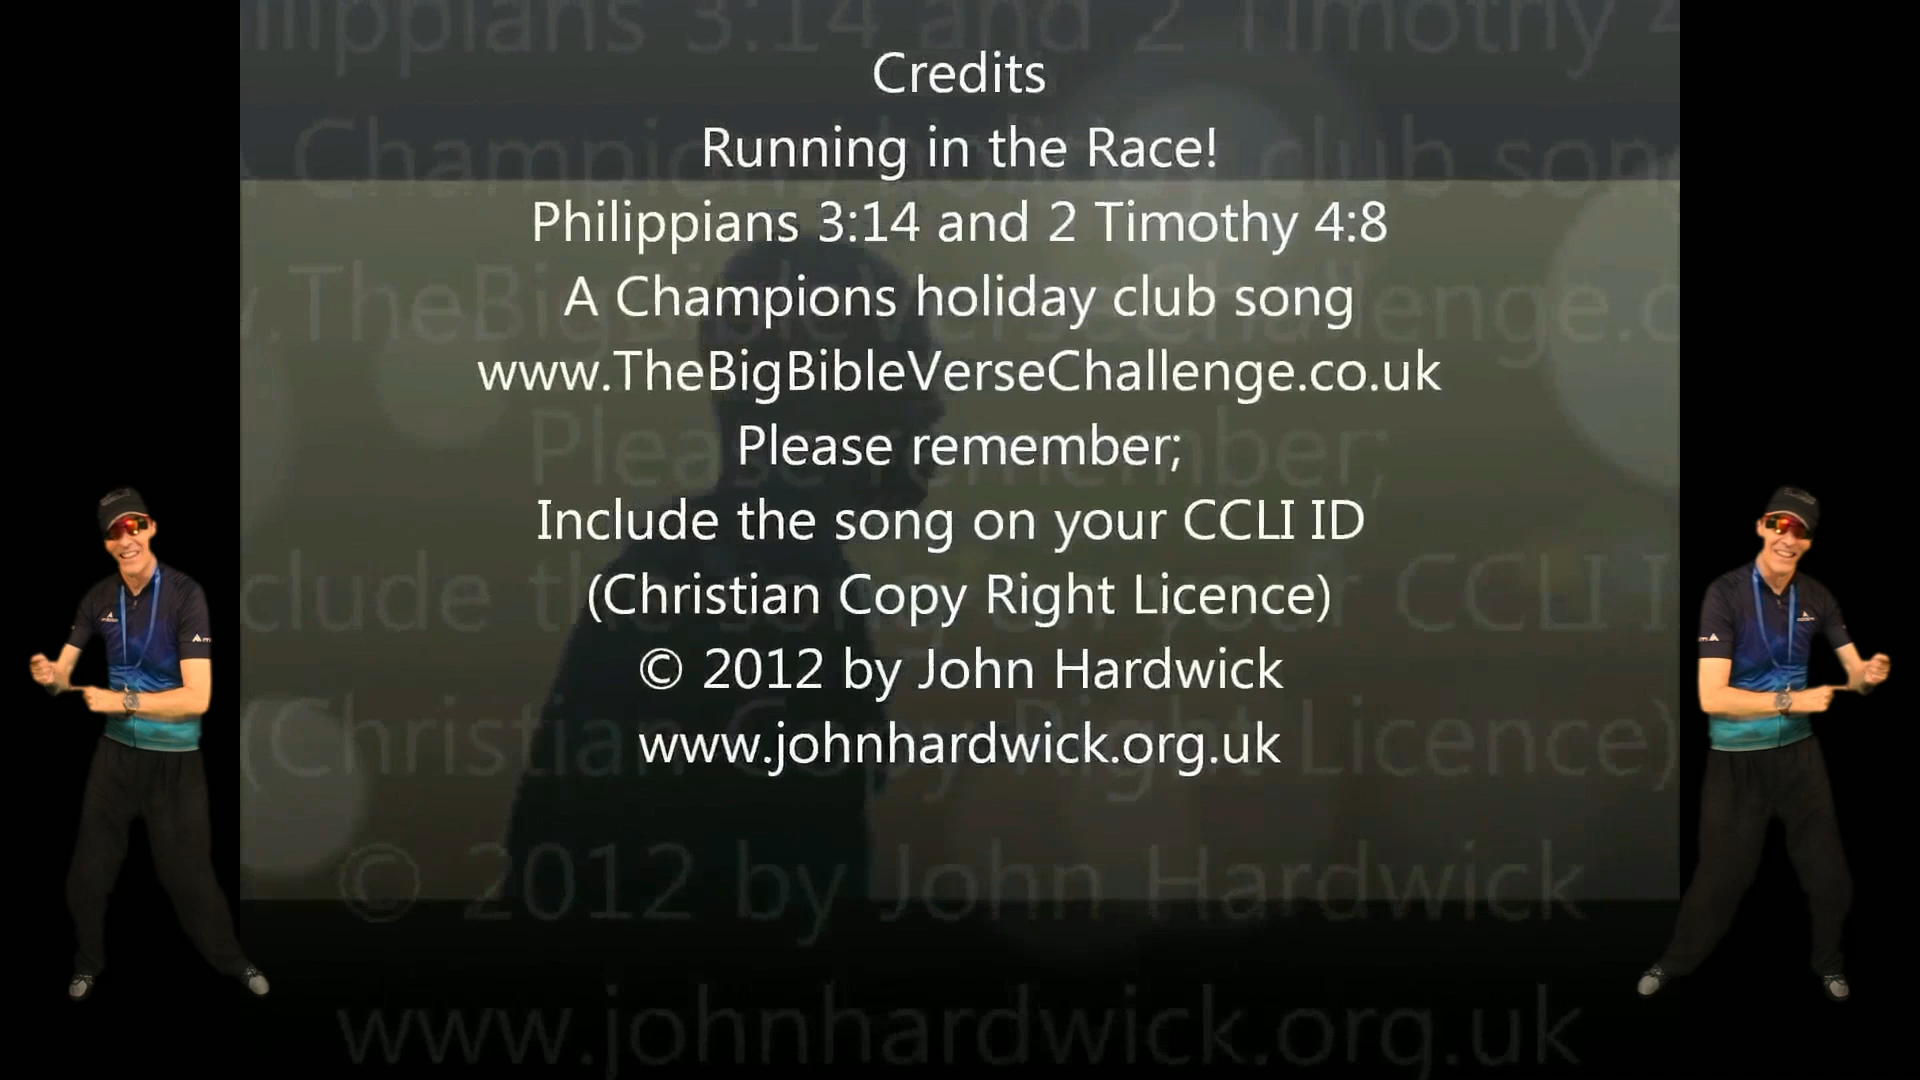 Credits
Running in the Race!
Philippians 3:14 and 2 Timothy 4:8
A Champions holiday club song
www.TheBigBibleVerseChallenge.co.uk
Please remember;
Include the song on your CCLI ID
(Christian Copy Right Licence)
© 2012 by John Hardwick
www.johnhardwick.org.uk